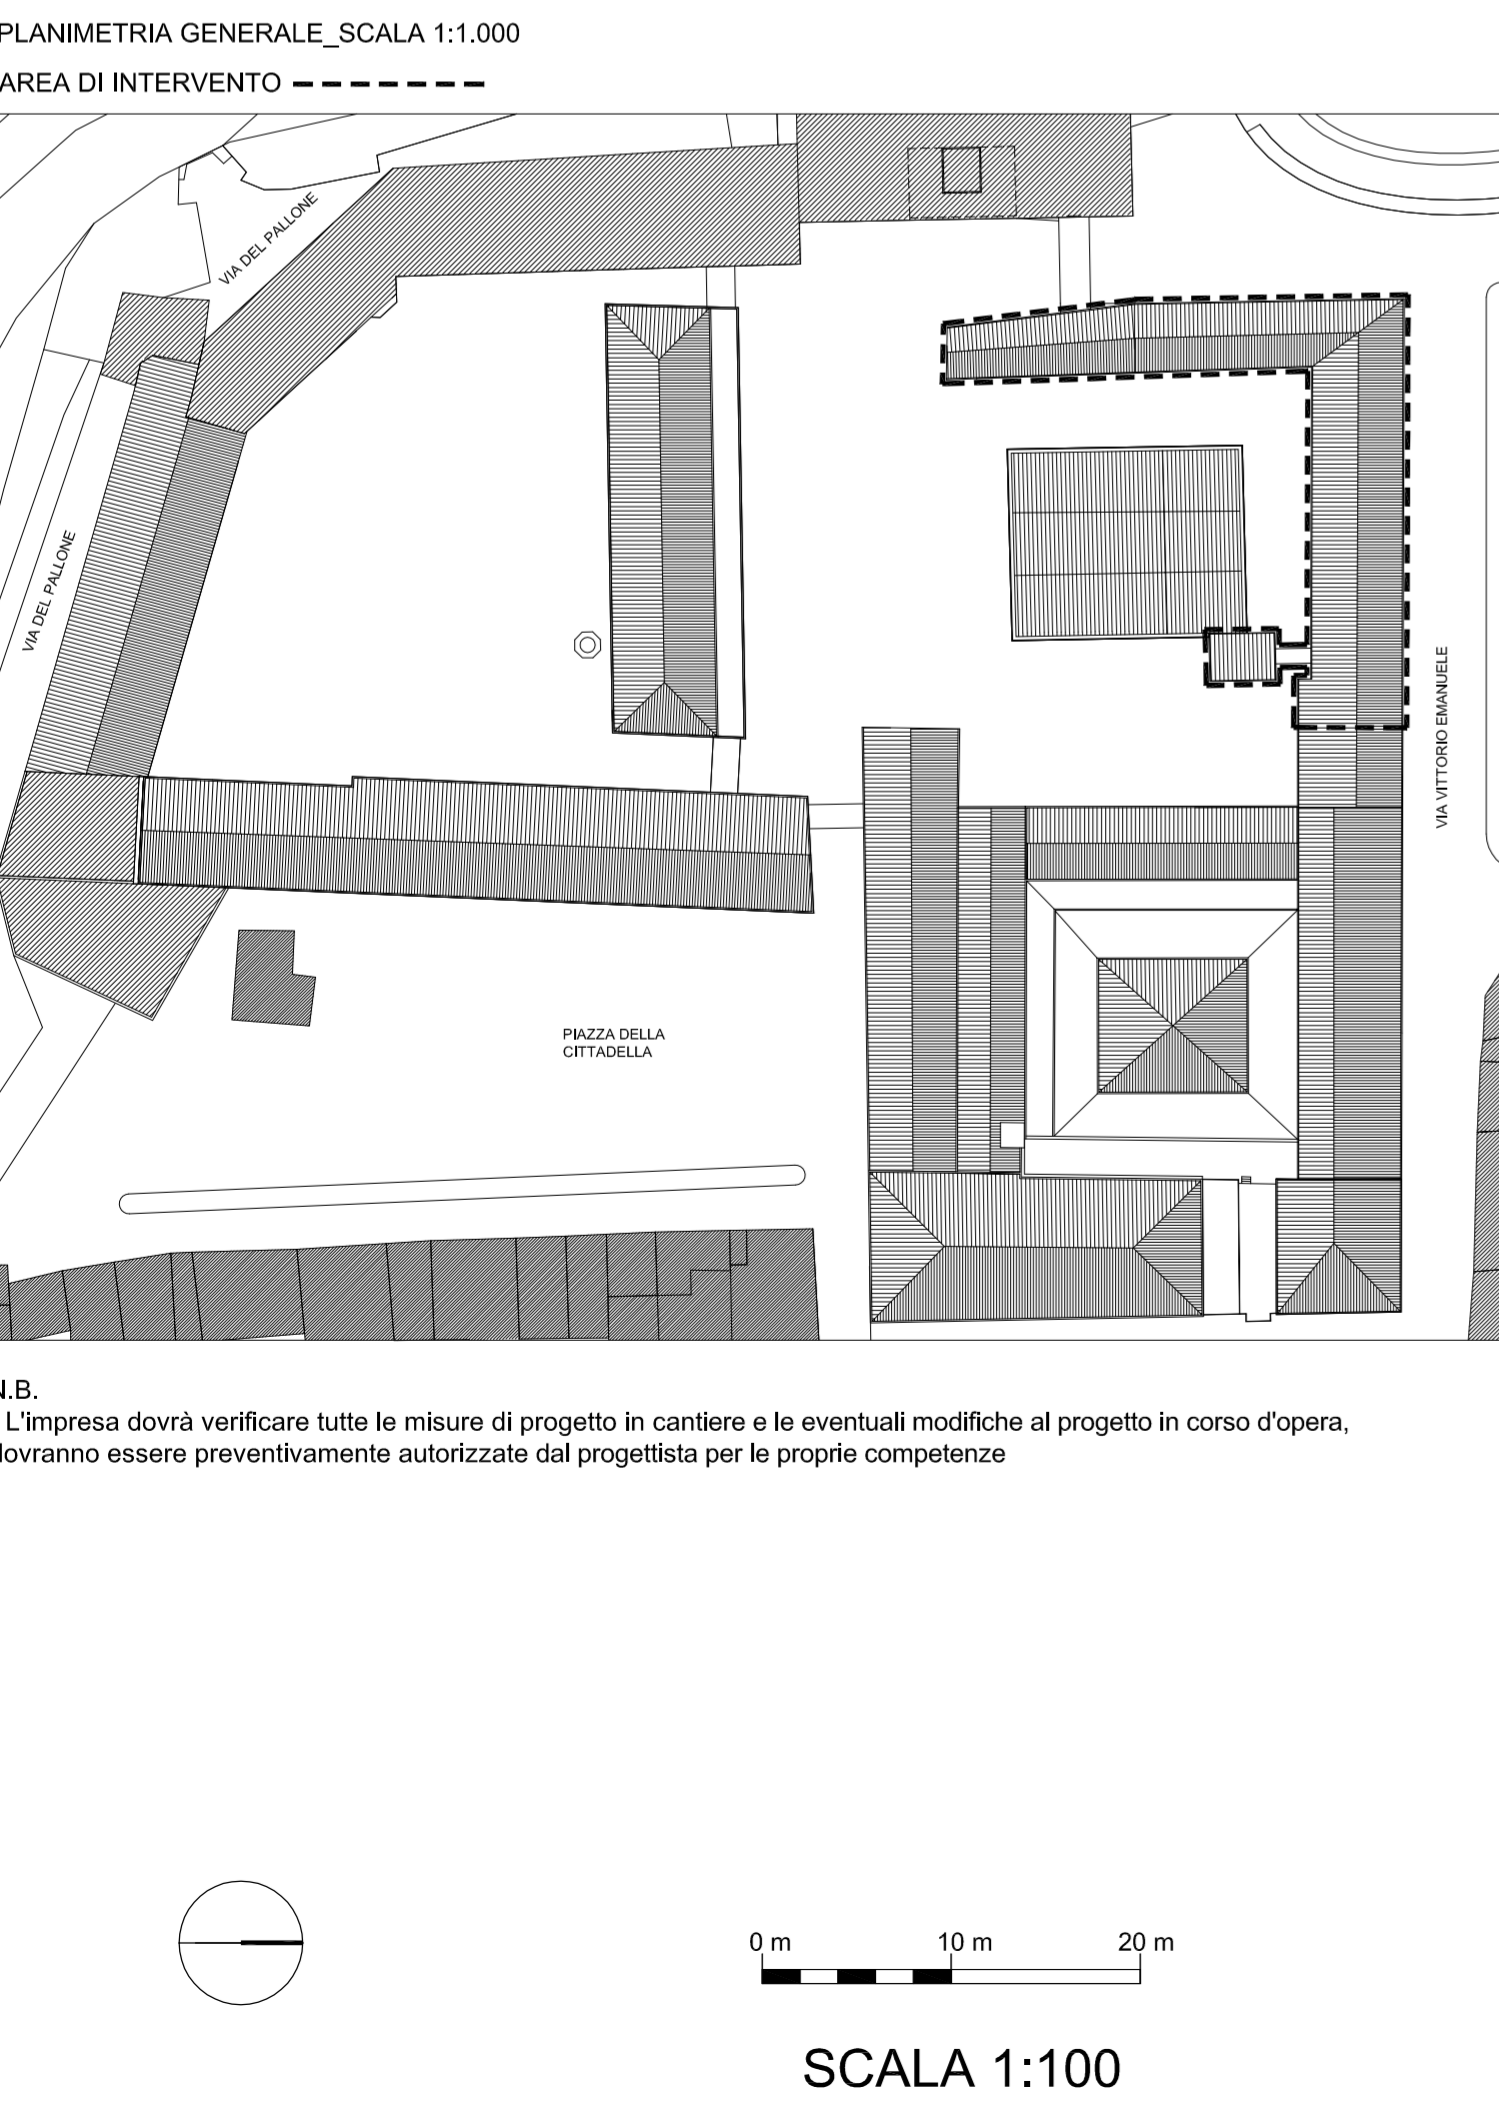 PLANIMETRIA GENERALE_SCALA 1:1.000
AREA DI INTERVENTO
VIA DEL PALLONE
VIA DEL PALLONE
VIA VITTORIO EMANUELE
PIAZZA DELLA
CITTADELLA
N.B.
L'impresa dovrà verificare tutte le misure di progetto in cantiere e le eventuali modifiche al progetto in corso d'opera,
dovranno essere preventivamente autorizzate dal progettista per le proprie competenze
0 m 10 m 20 m
SCALA 1:100